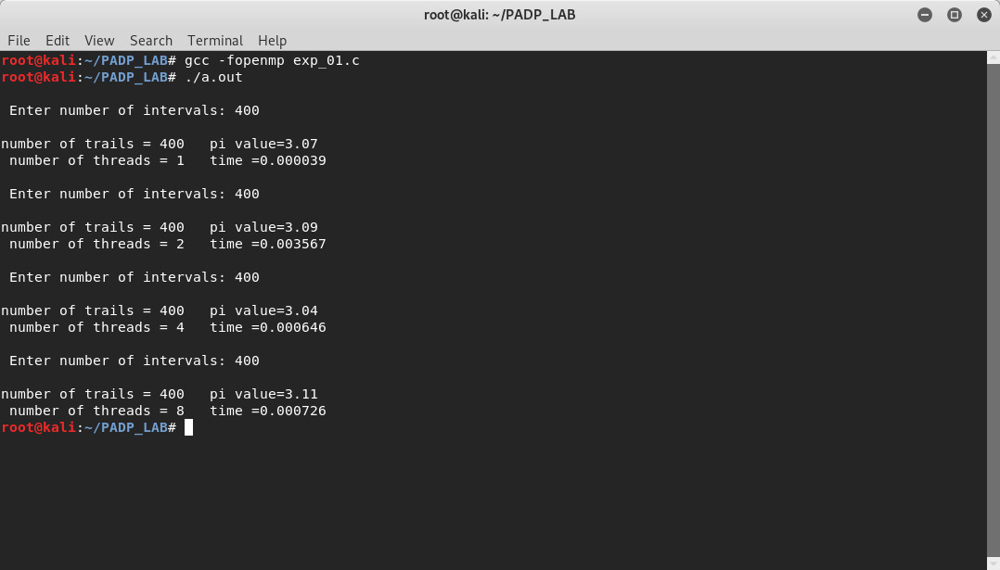 root@kali: ~/PADP_LAB
File Edit View Search Terminal Help
root@kali:~/PADP_LAB# gcc -fopenmp exp_01.c
root@kali:~/PADP_LAB# ./a.out
Enter number of intervals: 400
number of trails = 400   pi value=3.07
number of threads = 1   time =0.000039
Enter number of intervals: 400
number of trails = 400   pi value=3.09
number of threads = 2   time =0.003567
Enter number of intervals: 400
number of trails = 400   pi value=3.04
number of threads = 4   time =0.000646
Enter number of intervals: 400
number of trails = 400   pi value=3.11
number of threads = 8   time =0.000726
root@kali:~/PADP_LAB#